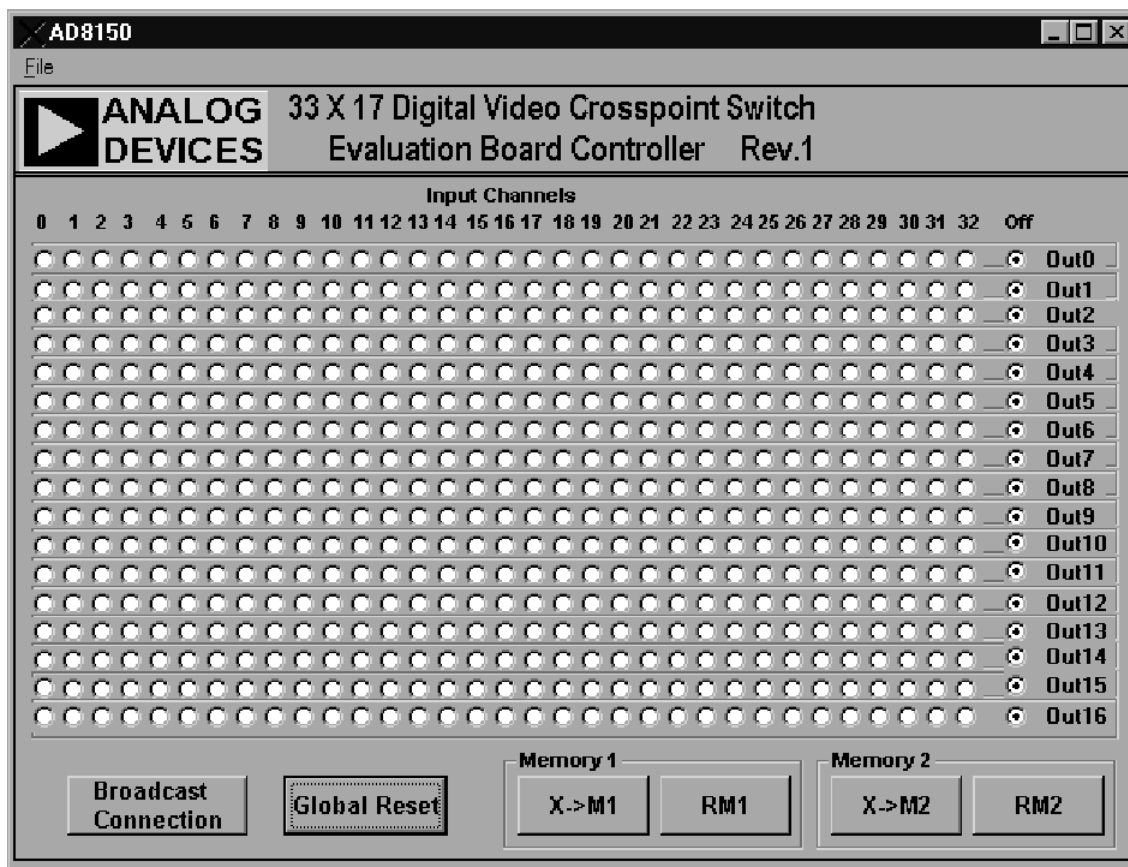 AD8150
File
ANALOG DEVICES
33 X 17 Digital Video Crosspoint Switch
Evaluation Board Controller Rev.1
Input Channels
0 1 2 3 4 5 6 7 8 9 10 11 12 13 14 15 16 17 18 19 20 21 22 23 24 25 26 27 28 29 30 31 32 Off
Out0
Out1
Out2
Out3
Out4
Out5
Out6
Out7
Out8
Out9
Out10
Out11
Out12
Out13
Out14
Out15
Out16
Broadcast
Connection
Global Reset
Memory 1
X->M1 RM1
Memory 2
X->M2 RM2